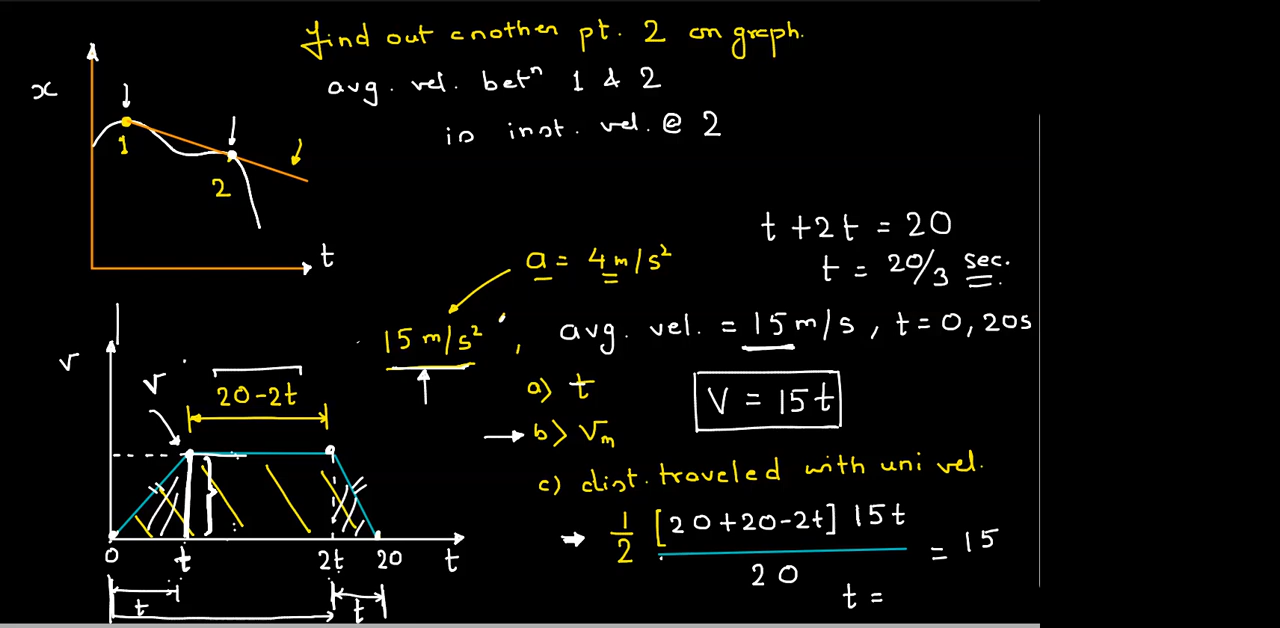 find out another pt. 2 on graph.
avg. vel. betⁿ 1 & 2
is inst. vel. @ 2
x
1
2
t
t + 2t = 20
t = 20/3 sec.
a = 4 m/s²
15 m/s² , avg. vel. = 15 m/s, t = 0, 20s
a) t
V = 15t
b) Vm
c) dist. traveled with uni vel.
1/2 [20+20-2t] 15t / 20 = 15
t =
v
v
20-2t
0 t 2t 20 t
t t